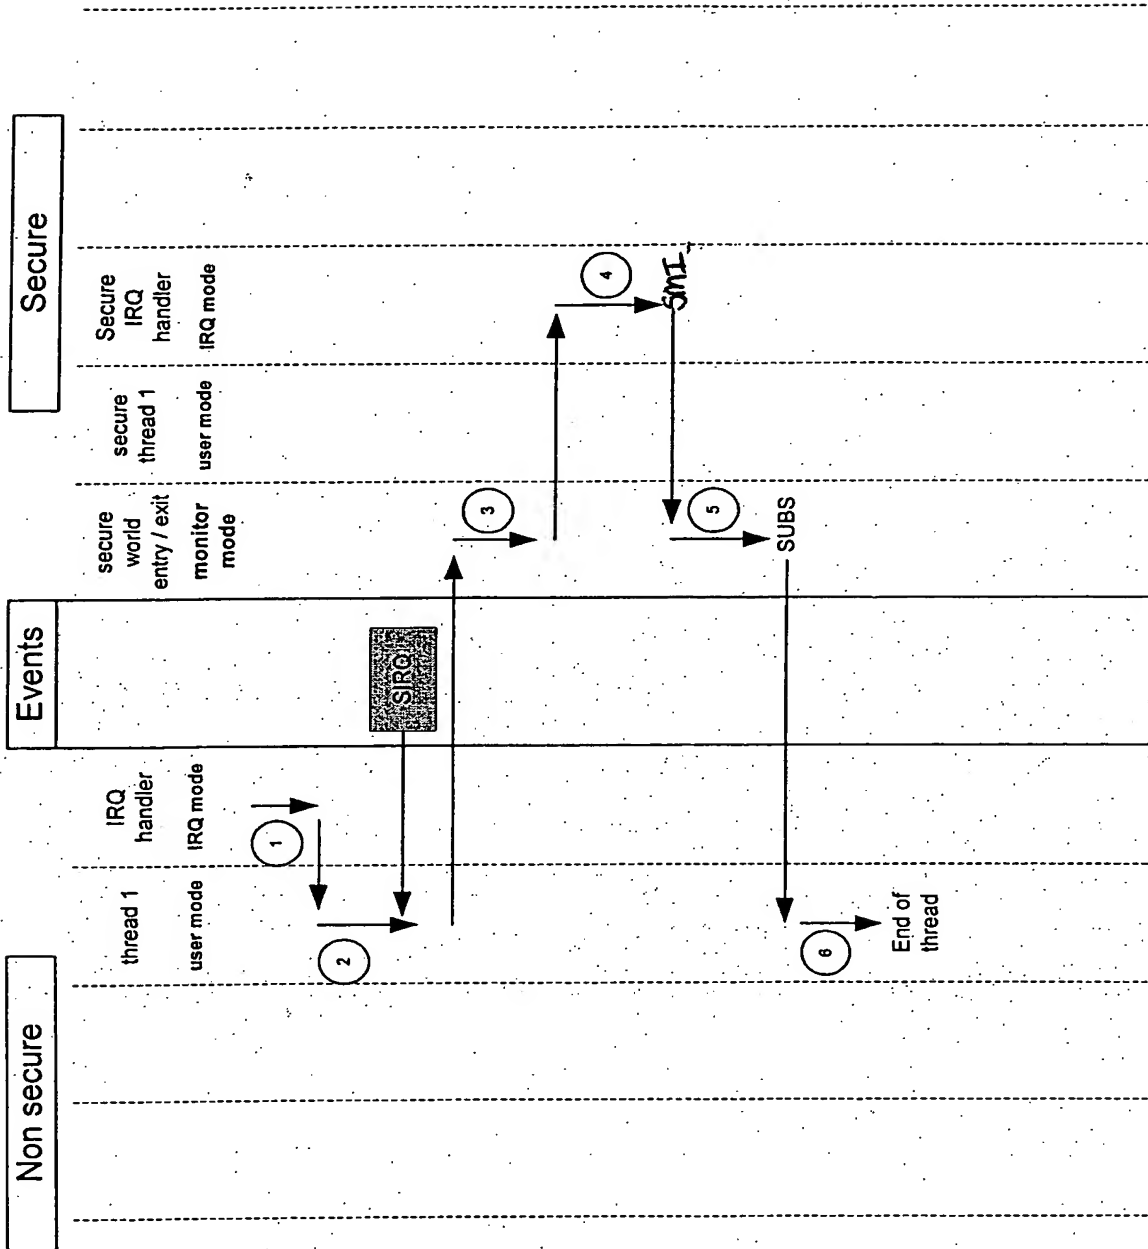 Non secure
Events
Secure
thread 1
user mode
IRQ
handler
IRQ mode
secure
world
entry / exit
monitor
mode
secure
thread 1
user mode
Secure
IRQ
handler
IRQ mode
1
2
SIRQ
3
4
SMI
5
SUBS
6
End of
thread